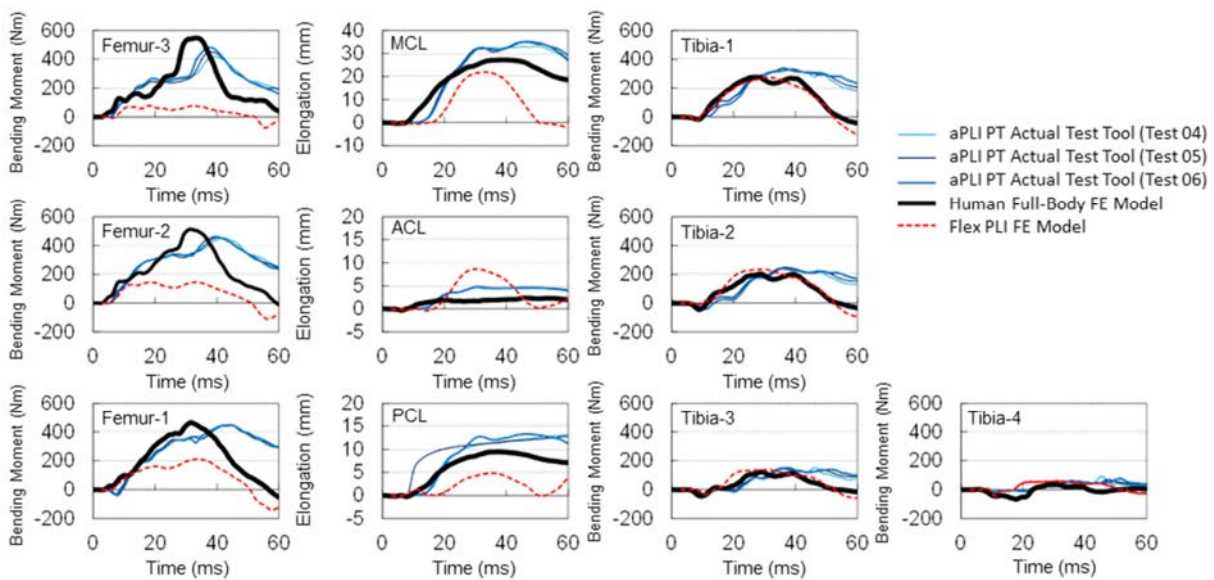 Femur-3
Bending Moment (Nm)
600
400
200
0
-200
0 20 40 60
Time (ms)
MCL
Elongation (mm)
40
30
20
10
0
-10
0 20 40 60
Time (ms)
Tibia-1
Bending Moment (Nm)
600
400
200
0
-200
0 20 40 60
Time (ms)
aPLI PT Actual Test Tool (Test 04)
aPLI PT Actual Test Tool (Test 05)
aPLI PT Actual Test Tool (Test 06)
Human Full-Body FE Model
Flex PLI FE Model
Femur-2
Bending Moment (Nm)
600
400
200
0
-200
0 20 40 60
Time (ms)
ACL
Elongation (mm)
20
15
10
5
0
-5
0 20 40 60
Time (ms)
Tibia-2
Bending Moment (Nm)
600
400
200
0
-200
0 20 40 60
Time (ms)
Femur-1
Bending Moment (Nm)
600
400
200
0
-200
0 20 40 60
Time (ms)
PCL
Elongation (mm)
20
15
10
5
0
-5
0 20 40 60
Time (ms)
Tibia-3
Bending Moment (Nm)
600
400
200
0
-200
0 20 40 60
Time (ms)
Tibia-4
Bending Moment (Nm)
600
400
200
0
-200
0 20 40 60
Time (ms)